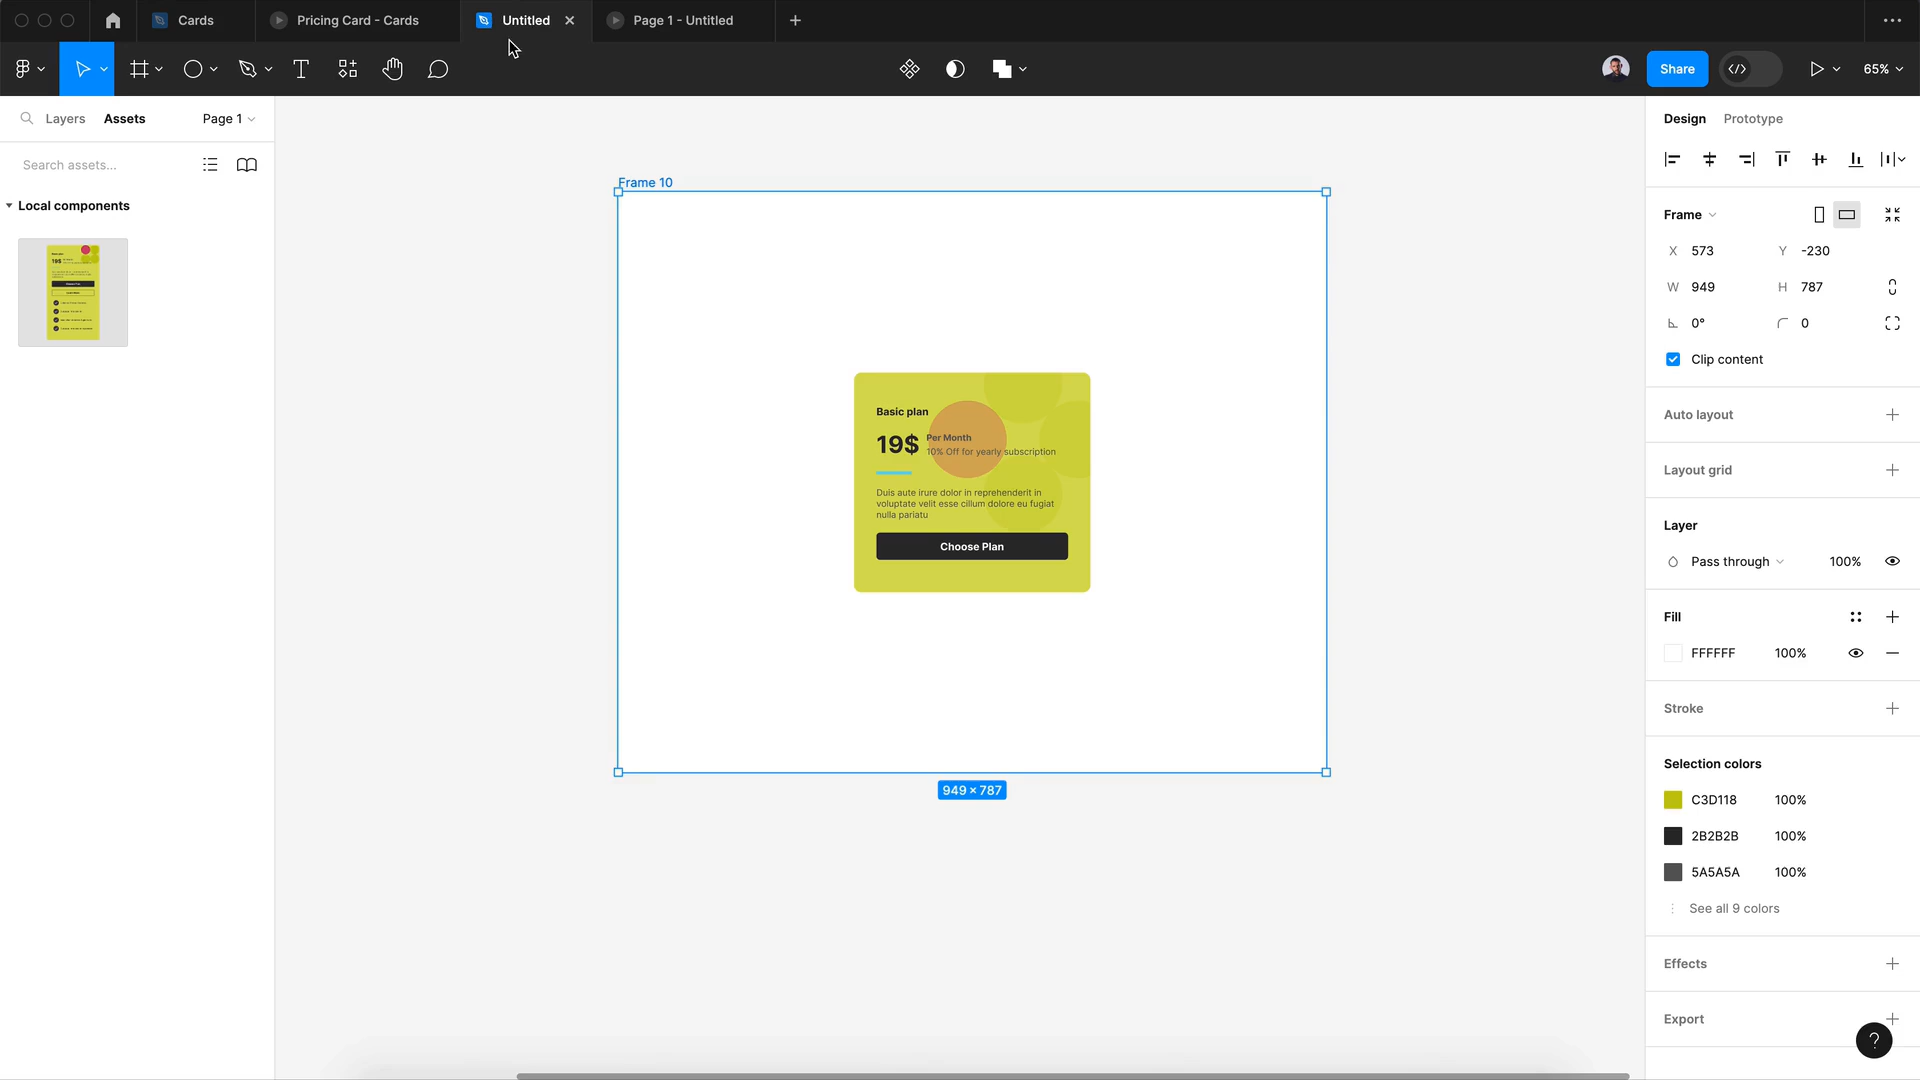 Cards
Pricing Card - Cards
Untitled
Page 1 - Untitled
Share
65%
Layers
Assets
Page 1
Search assets...
Local components
Frame 10
Basic plan
19$
Per Month
10% Off for yearly subscription
Duis aute irure dolor in reprehenderit in
voluptate velit esse cillum dolore eu fugiat
nulla pariatu
Choose Plan
949 × 787
Design
Prototype
Frame
X 573
Y -230
W 949
H 787
0°
0
Clip content
Auto layout
Layout grid
Layer
Pass through
100%
Fill
FFFFFF
100%
Stroke
Selection colors
C3D118
100%
2B2B2B
100%
5A5A5A
100%
See all 9 colors
Effects
Export
?